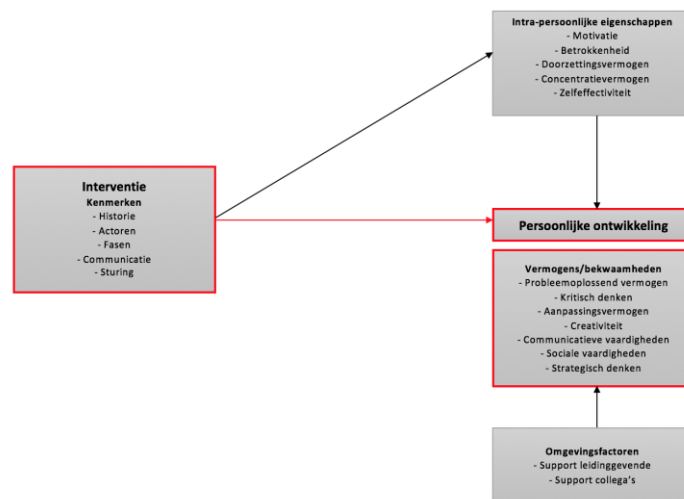 Intra-persoonlijke eigenschappen
- Motivatie
- Betrokkenheid
- Doorzettingsvermogen
- Concentratievermogen
- Zelfeffectiviteit
Interventie
Kenmerken
- Historie
- Actoren
- Fasen
- Communicatie
- Sturing
Persoonlijke ontwikkeling
Vermogens/bekwaamheden
- Probleemoplossend vermogen
- Kritisch denken
- Aanpassingsvermogen
- Creativiteit
- Communicatieve vaardigheden
- Sociale vaardigheden
- Strategisch denken
Omgevingsfactoren
- Support leidinggevende
- Support collega's